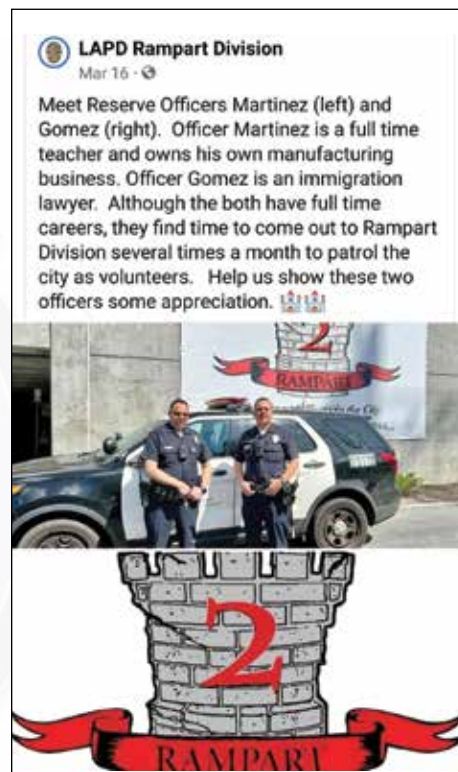 LAPD Rampart Division
Mar 16 ·
Meet Reserve Officers Martinez (left) and
Gomez (right). Officer Martinez is a full time
teacher and owns his own manufacturing
business. Officer Gomez is an immigration
lawyer. Although the both have full time
careers, they find time to come out to Rampart
Division several times a month to patrol the
city as volunteers. Help us show these two
officers some appreciation. 🏰🏰
2
RAMPART
the City
2
RAMPART